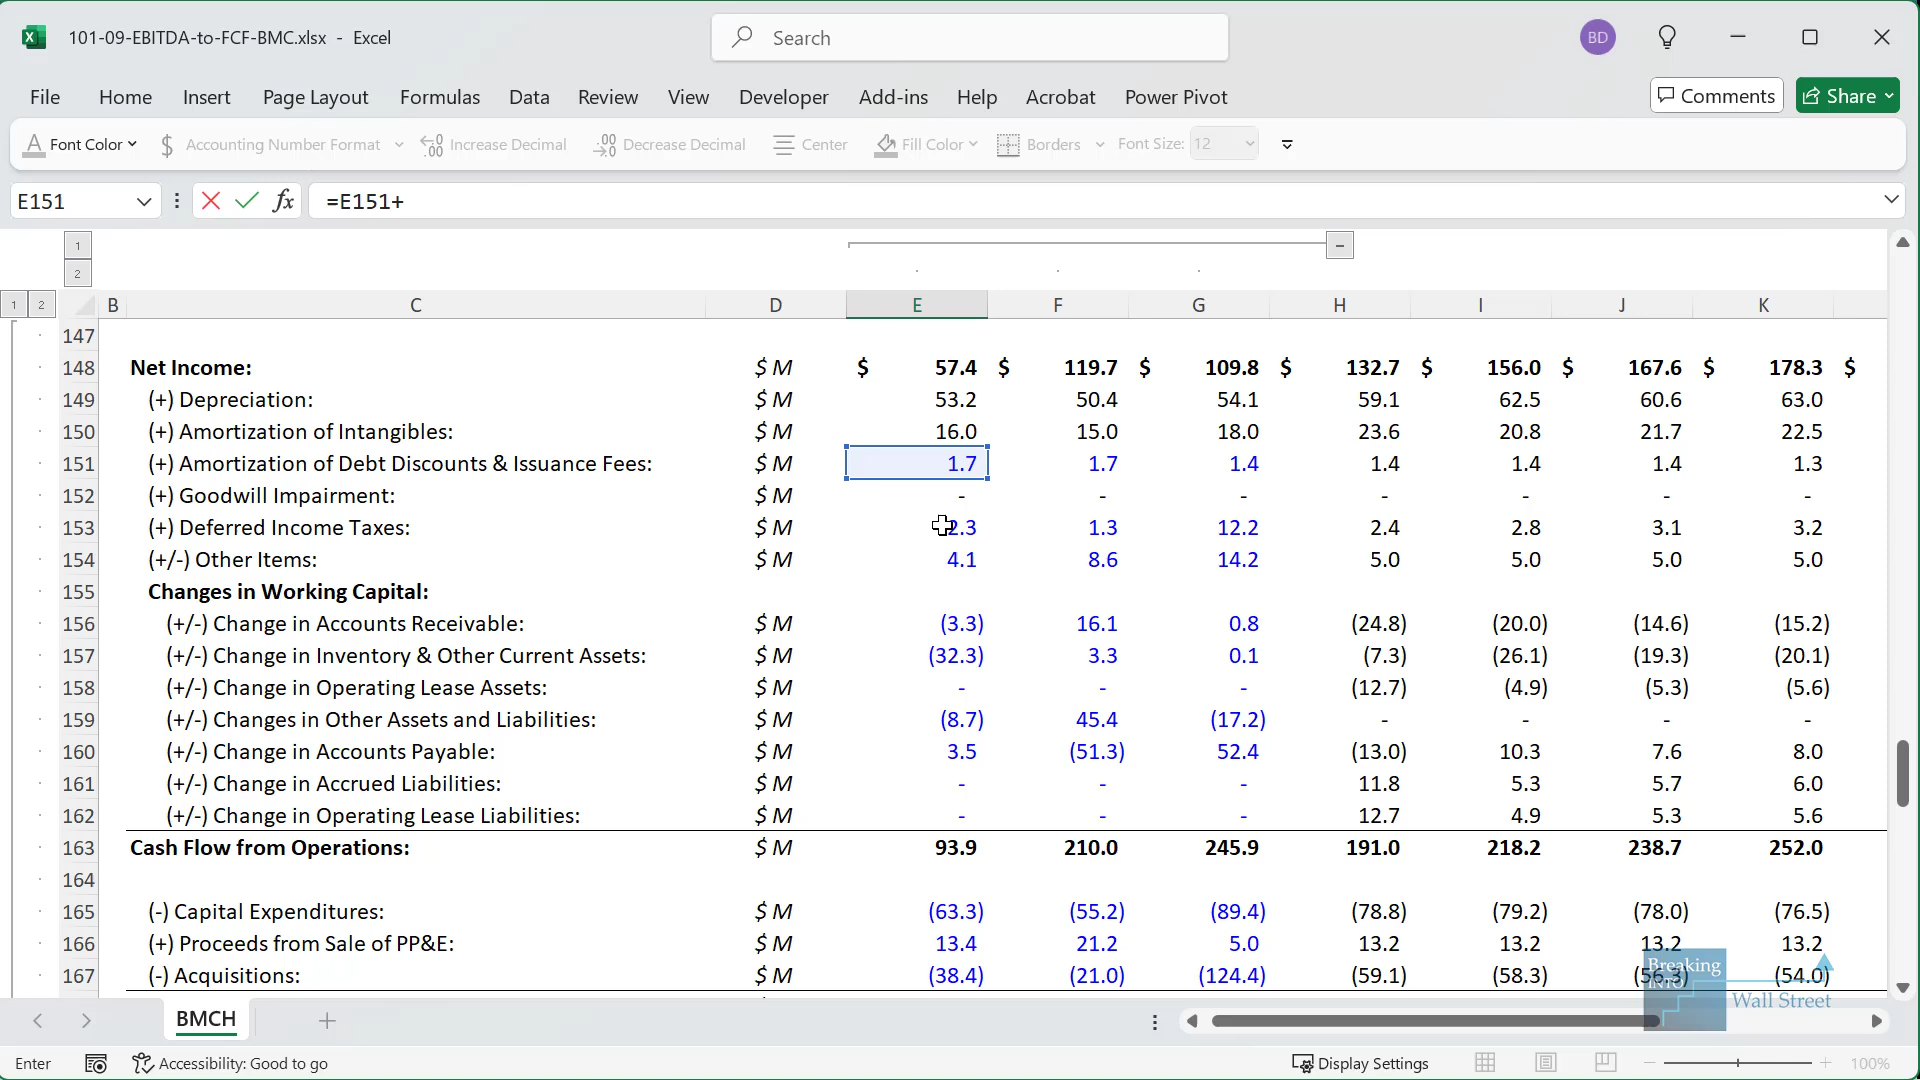 101-09-EBITDA-to-FCF-BMC.xlsx - Excel
Search
BD
File Home Insert Page Layout Formulas Data Review View Developer Add-ins Help Acrobat Power Pivot
Comments Share
Font Color $ Accounting Number Format Increase Decimal Decrease Decimal Center Fill Color Borders Font Size: 12
E151 fx =E151+
1
2
1 2 B C D E F G H I J K
147
148 Net Income: $ M $ 57.4 $ 119.7 $ 109.8 $ 132.7 $ 156.0 $ 167.6 $ 178.3 $
149 (+) Depreciation: $ M 53.2 50.4 54.1 59.1 62.5 60.6 63.0
150 (+) Amortization of Intangibles: $ M 16.0 15.0 18.0 23.6 20.8 21.7 22.5
151 (+) Amortization of Debt Discounts & Issuance Fees: $ M 1.7 1.7 1.4 1.4 1.4 1.4 1.3
152 (+) Goodwill Impairment: $ M - - - - - - -
153 (+) Deferred Income Taxes: $ M 2.3 1.3 12.2 2.4 2.8 3.1 3.2
154 (+/-) Other Items: $ M 4.1 8.6 14.2 5.0 5.0 5.0 5.0
155 Changes in Working Capital:
156 (+/-) Change in Accounts Receivable: $ M (3.3) 16.1 0.8 (24.8) (20.0) (14.6) (15.2)
157 (+/-) Change in Inventory & Other Current Assets: $ M (32.3) 3.3 0.1 (7.3) (26.1) (19.3) (20.1)
158 (+/-) Change in Operating Lease Assets: $ M - - - (12.7) (4.9) (5.3) (5.6)
159 (+/-) Changes in Other Assets and Liabilities: $ M (8.7) 45.4 (17.2) - - - -
160 (+/-) Change in Accounts Payable: $ M 3.5 (51.3) 52.4 (13.0) 10.3 7.6 8.0
161 (+/-) Change in Accrued Liabilities: $ M - - - 11.8 5.3 5.7 6.0
162 (+/-) Change in Operating Lease Liabilities: $ M - - - 12.7 4.9 5.3 5.6
163 Cash Flow from Operations: $ M 93.9 210.0 245.9 191.0 218.2 238.7 252.0
164
165 (-) Capital Expenditures: $ M (63.3) (55.2) (89.4) (78.8) (79.2) (78.0) (76.5)
166 (+) Proceeds from Sale of PP&E: $ M 13.4 21.2 5.0 13.2 13.2 13.2 13.2
167 (-) Acquisitions: $ M (38.4) (21.0) (124.4) (59.1) (58.3) (56.3) (54.0)
Breaking
INTO
Wall Street
BMCH
Enter Accessibility: Good to go Display Settings 100%